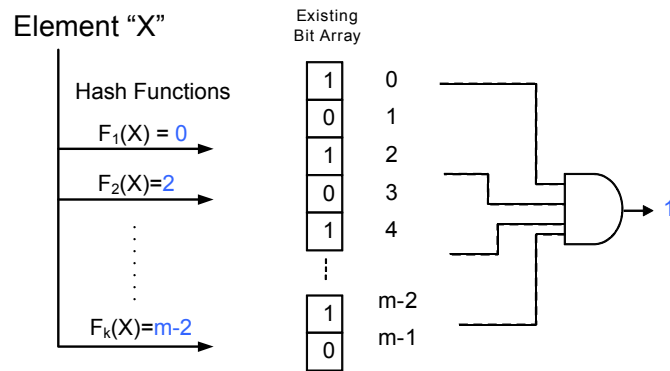 Element “X”
Existing
Bit Array
Hash Functions
1 0
0 1
F1(X) = 0
1 2
F2(X)=2
0 3
1 4
1 m-2
Fk(X)=m-2
0 m-1
1